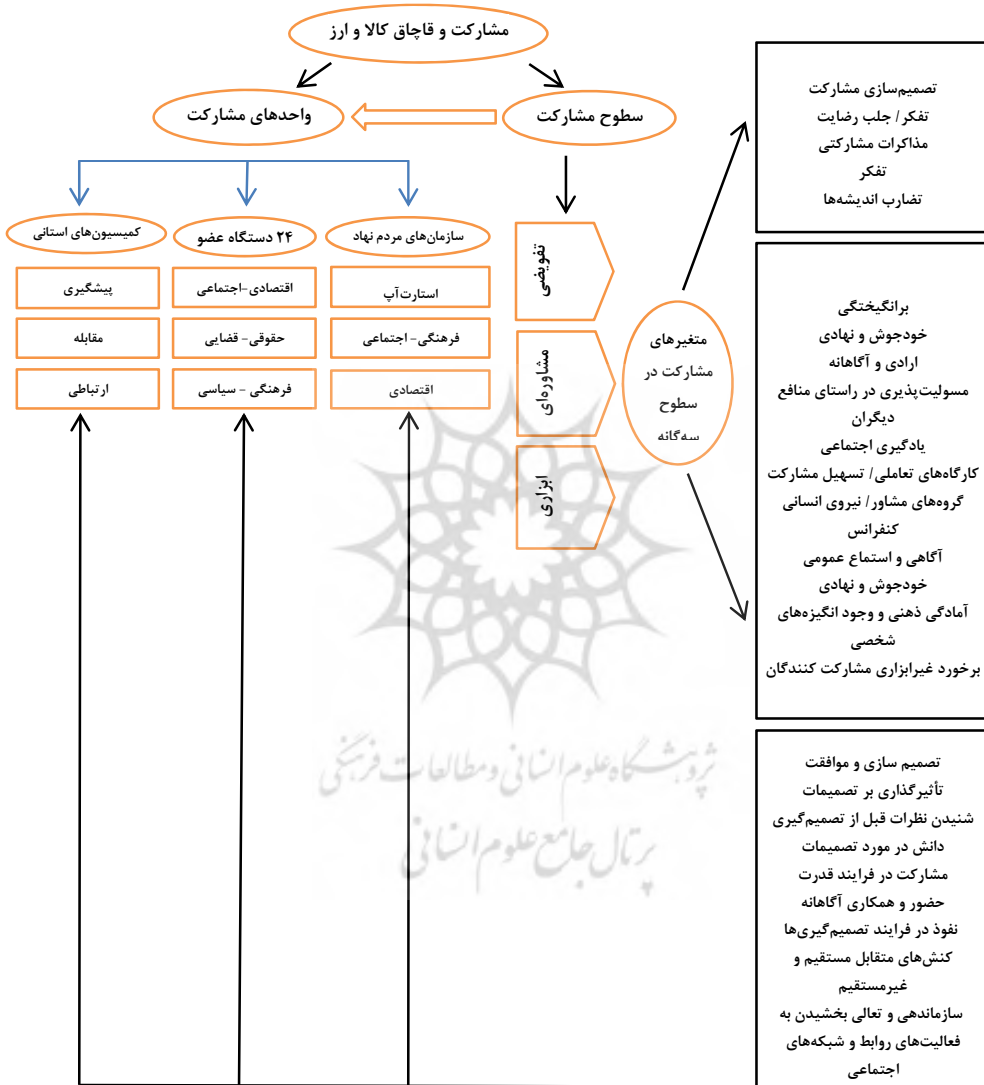 مشارکت و قاچاق کالا و ارز
سطوح مشارکت
واحدهای مشارکت
سازمان‌های مردم نهاد
۲۴ دستگاه عضو
کمیسیون‌های استانی
استارت‌آپ
اقتصادی-اجتماعی
پیشگیری
فرهنگی- اجتماعی
حقوقی- قضایی
مقابله
اقتصادی
فرهنگی - سیاسی
ارتباطی
تفویضی
مشاوره‌ای
ابزاری
متغیرهای
مشارکت در
سطوح
سه‌گانه
تصمیم‌سازی مشارکت
تفکر/ جلب رضایت
مذاکرات مشارکتی
تفکر
تضارب اندیشه‌ها
برانگیختگی
خودجوش و نهادی
ارادی و آگاهانه
مسولیت‌پذیری در راستای منافع
دیگران
یادگیری اجتماعی
کارگاه‌های تعاملی/ تسهیل مشارکت
گروه‌های مشاور/ نیروی انسانی
کنفرانس
آگاهی و استماع عمومی
خودجوش و نهادی
آمادگی ذهنی و وجود انگیزه‌های
شخصی
برخورد غیرابزاری مشارکت کنندگان
تصمیم سازی و موافقت
تأثیرگذاری بر تصمیمات
شنیدن نظرات قبل از تصمیم‌گیری
دانش در مورد تصمیمات
مشارکت در فرایند قدرت
حضور و همکاری آگاهانه
نفوذ در فرایند تصمیم‌گیری‌ها
کنش‌های متقابل مستقیم و
غیرمستقیم
سازماندهی و تعالی بخشیدن به
فعالیت‌های روابط و شبکه‌های
اجتماعی
پژوهشگاه علوم انسانی و مطالعات فرهنگی
پرتال جامع علوم انسانی